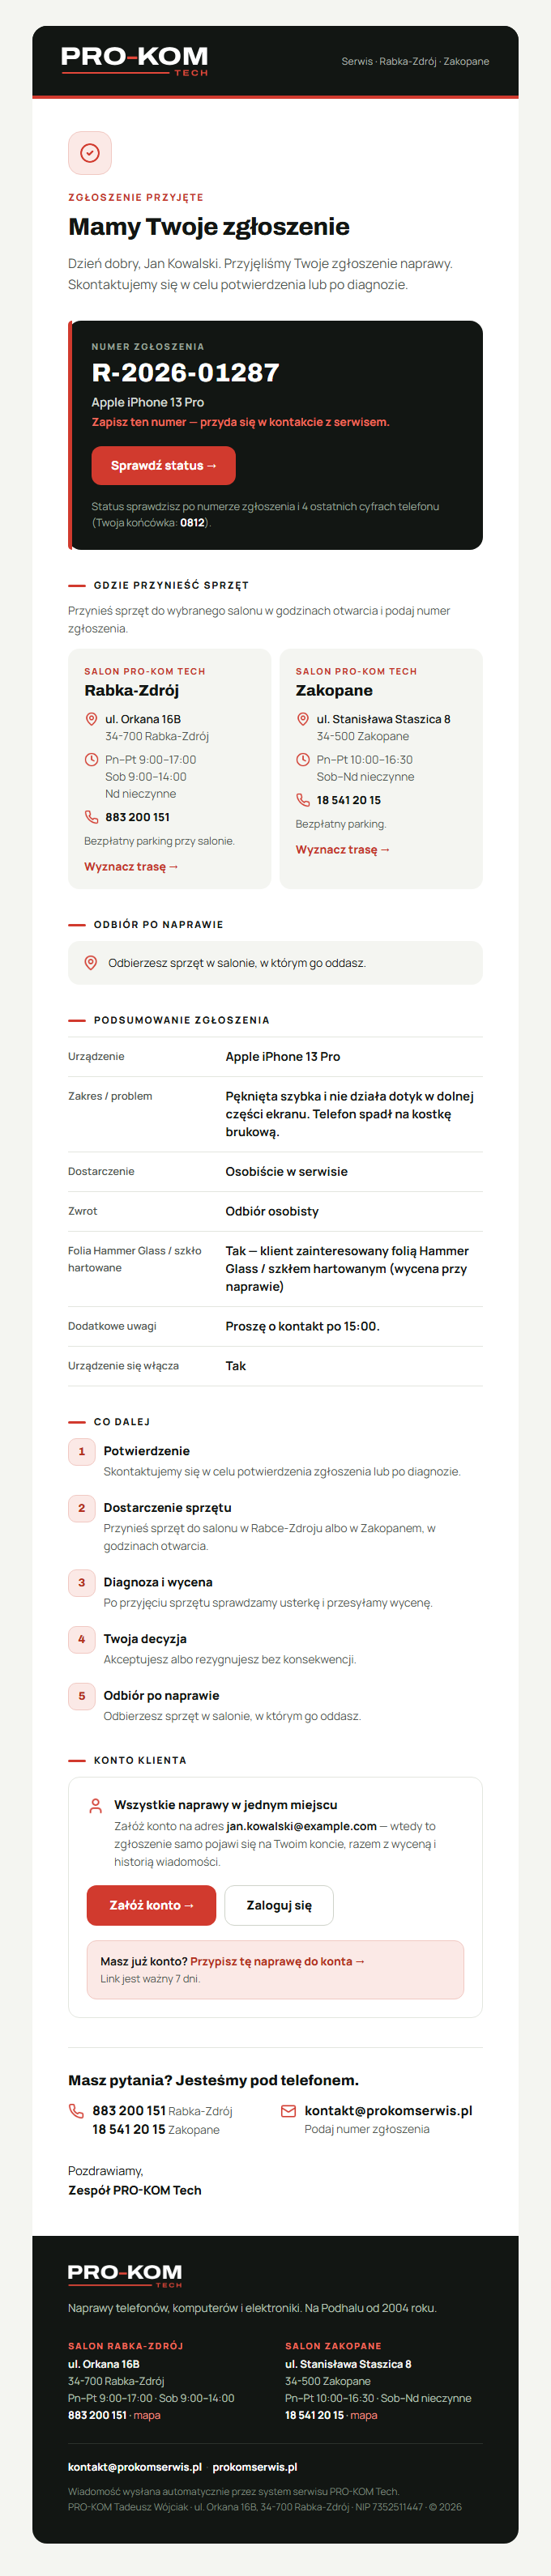 PRO-KOM
TECH
Serwis · Rabka-Zdrój · Zakopane
ZGŁOSZENIE PRZYJĘTE
Mamy Twoje zgłoszenie
Dzień dobry, Jan Kowalski. Przyjęliśmy Twoje zgłoszenie naprawy.
Skontaktujemy się w celu potwierdzenia lub po diagnozie.
NUMER ZGŁOSZENIA
R-2026-01287
Apple iPhone 13 Pro
Zapisz ten numer — przyda się w kontakcie z serwisem.
Sprawdź status →
Status sprawdzisz po numerze zgłoszenia i 4 ostatnich cyfrach telefonu
(Twoja końcówka: 0812).
GDZIE PRZYNIEŚĆ SPRZĘT
Przynieś sprzęt do wybranego salonu w godzinach otwarcia i podaj numer
zgłoszenia.
SALON PRO-KOM TECH
Rabka-Zdrój
ul. Orkana 16B
34-700 Rabka-Zdrój
Pn–Pt 9:00–17:00
Sob 9:00–14:00
Nd nieczynne
883 200 151
Bezpłatny parking przy salonie.
Wyznacz trasę →
SALON PRO-KOM TECH
Zakopane
ul. Stanisława Staszica 8
34-500 Zakopane
Pn–Pt 10:00–16:30
Sob–Nd nieczynne
18 541 20 15
Bezpłatny parking.
Wyznacz trasę →
ODBIÓR PO NAPRAWIE
Odbierzesz sprzęt w salonie, w którym go oddasz.
PODSUMOWANIE ZGŁOSZENIA
Urządzenie
Apple iPhone 13 Pro
Zakres / problem
Pęknięta szybka i nie działa dotyk w dolnej
części ekranu. Telefon spadł na kostkę
brukową.
Dostarczenie
Osobiście w serwisie
Zwrot
Odbiór osobisty
Folia Hammer Glass / szkło
hartowane
Tak — klient zainteresowany folią Hammer
Glass / szkłem hartowanym (wycena przy
naprawie)
Dodatkowe uwagi
Proszę o kontakt po 15:00.
Urządzenie się włącza
Tak
CO DALEJ
1 Potwierdzenie
Skontaktujemy się w celu potwierdzenia zgłoszenia lub po diagnozie.
2 Dostarczenie sprzętu
Przynieś sprzęt do salonu w Rabce-Zdroju albo w Zakopanem, w
godzinach otwarcia.
3 Diagnoza i wycena
Po przyjęciu sprzętu sprawdzamy usterkę i przesyłamy wycenę.
4 Twoja decyzja
Akceptujesz albo rezygnujesz bez konsekwencji.
5 Odbiór po naprawie
Odbierzesz sprzęt w salonie, w którym go oddasz.
KONTO KLIENTA
Wszystkie naprawy w jednym miejscu
Załóż konto na adres jan.kowalski@example.com — wtedy to
zgłoszenie samo pojawi się na Twoim koncie, razem z wyceną i
historią wiadomości.
Załóż konto →
Zaloguj się
Masz już konto? Przypisz tę naprawę do konta →
Link jest ważny 7 dni.
Masz pytania? Jesteśmy pod telefonem.
883 200 151 Rabka-Zdrój
18 541 20 15 Zakopane
kontakt@prokomserwis.pl
Podaj numer zgłoszenia
Pozdrawiamy,
Zespół PRO-KOM Tech
PRO-KOM
TECH
Naprawy telefonów, komputerów i elektroniki. Na Podhalu od 2004 roku.
SALON RABKA-ZDRÓJ
ul. Orkana 16B
34-700 Rabka-Zdrój
Pn–Pt 9:00–17:00 · Sob 9:00–14:00
883 200 151 · mapa
SALON ZAKOPANE
ul. Stanisława Staszica 8
34-500 Zakopane
Pn–Pt 10:00–16:30 · Sob–Nd nieczynne
18 541 20 15 · mapa
kontakt@prokomserwis.pl · prokomserwis.pl
Wiadomość wysłana automatycznie przez system serwisu PRO-KOM Tech.
PRO-KOM Tadeusz Wójciak · ul. Orkana 16B, 34-700 Rabka-Zdrój · NIP 7352511447 · © 2026